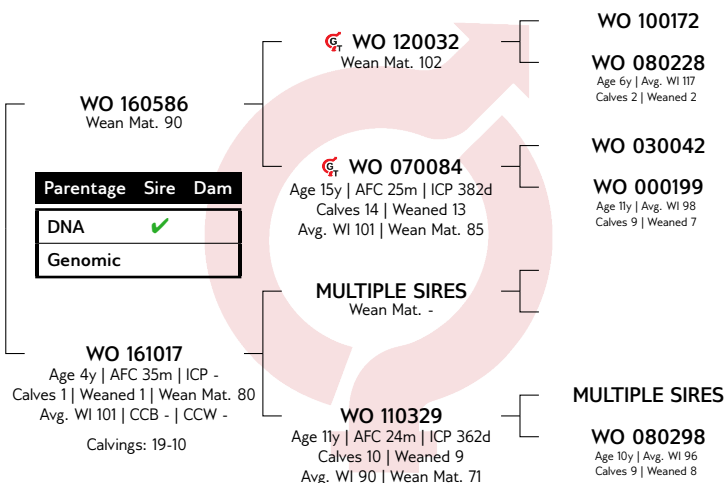 WO 100172
GT WO 120032
Wean Mat. 102
WO 080228
Age 6y | Avg. WI 117
Calves 2 | Weaned 2
WO 160586
Wean Mat. 90
WO 030042
GT WO 070084
Age 15y | AFC 25m | ICP 382d
Calves 14 | Weaned 13
Avg. WI 101 | Wean Mat. 85
WO 000199
Age 11y | Avg. WI 98
Calves 9 | Weaned 7
Parentage Sire Dam
DNA ✔
Genomic
MULTIPLE SIRES
Wean Mat. -
WO 161017
Age 4y | AFC 35m | ICP -
Calves 1 | Weaned 1 | Wean Mat. 80
Avg. WI 101 | CCB - | CCW -
Calvings: 19-10
MULTIPLE SIRES
WO 110329
Age 11y | AFC 24m | ICP 362d
Calves 10 | Weaned 9
Avg. WI 90 | Wean Mat. 71
WO 080298
Age 10y | Avg. WI 96
Calves 9 | Weaned 8